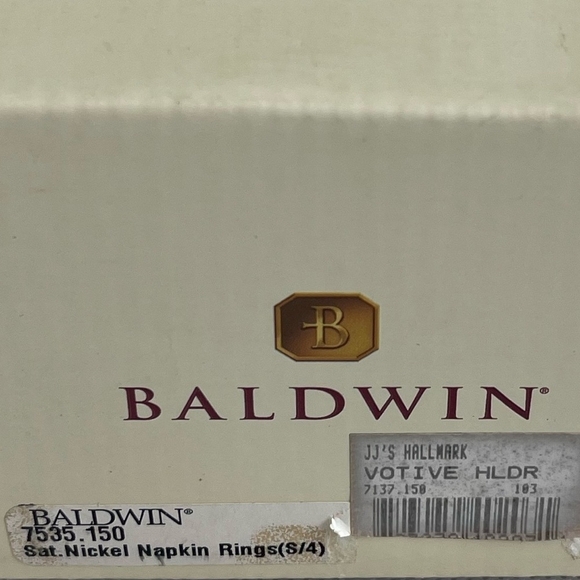 B
BALDWIN®
JJ'S HALLMARK
VOTIVE HLDR
7137.150 103
BALDWIN®
7535.150
Sat.Nickel Napkin Rings(S/4)